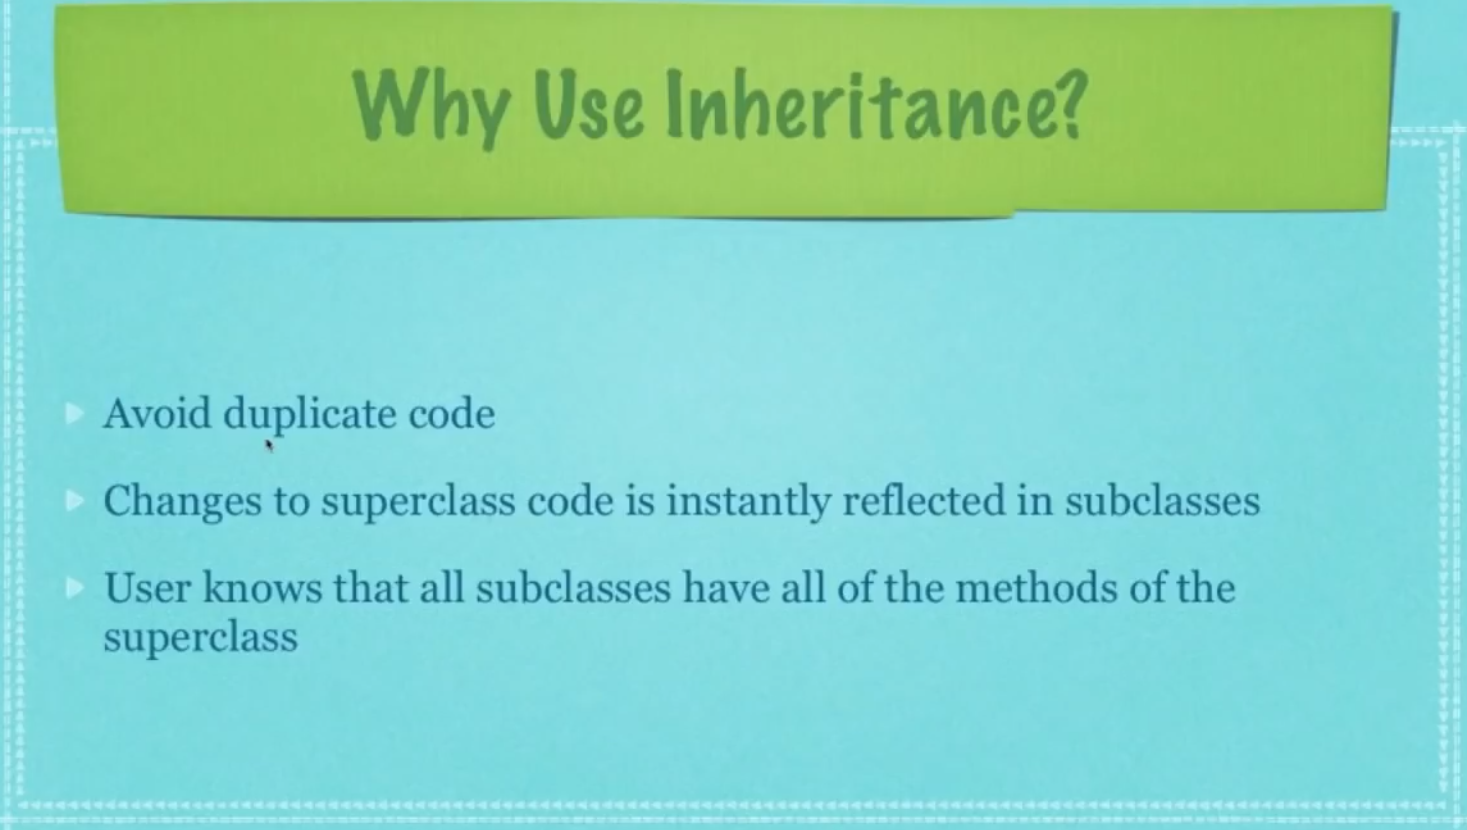 Why Use Inheritance?
Avoid duplicate code
Changes to superclass code is instantly reflected in subclasses
User knows that all subclasses have all of the methods of the
superclass